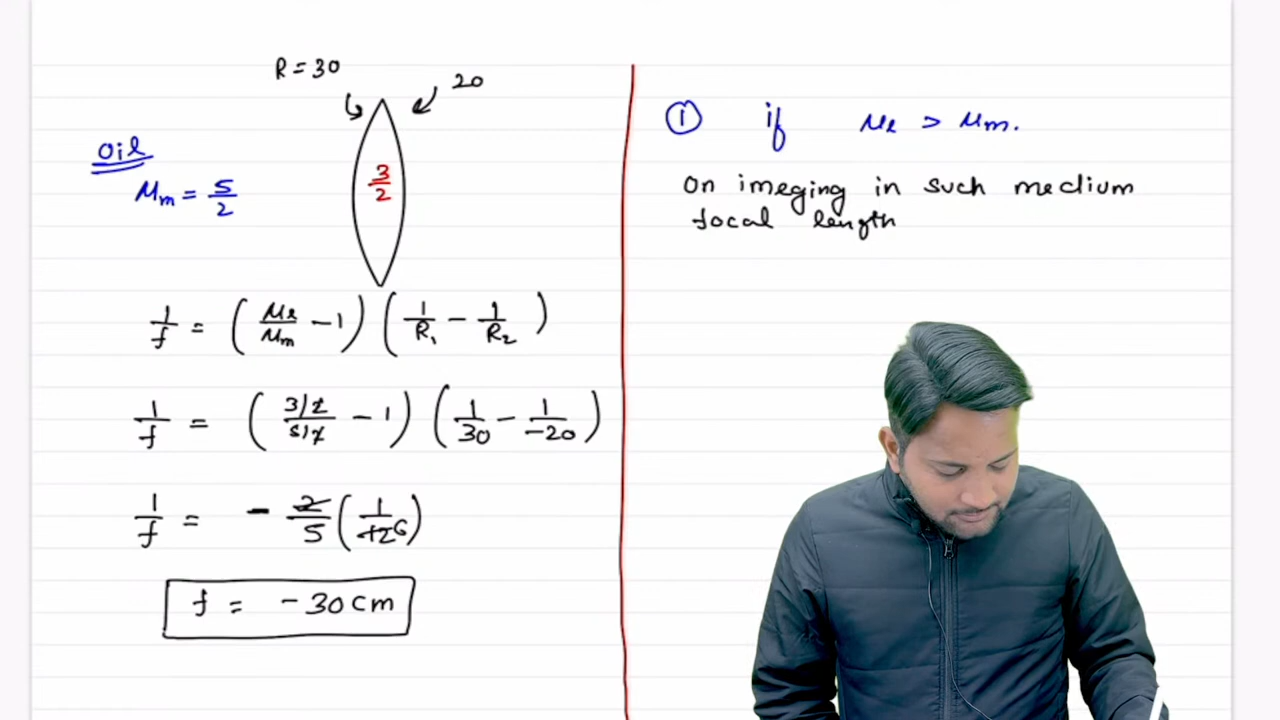 R = 30
20
Oil
3/2
μm = 5/2
1/f = (μl/μm - 1) (1/R₁ - 1/R₂)
1/f = (3/2 / 5/2 - 1) (1/30 - 1/-20)
1/f = - 2/5 (1/12 6)
f = - 30 cm
① if μl > μm.
On imeging in such medium
focal length